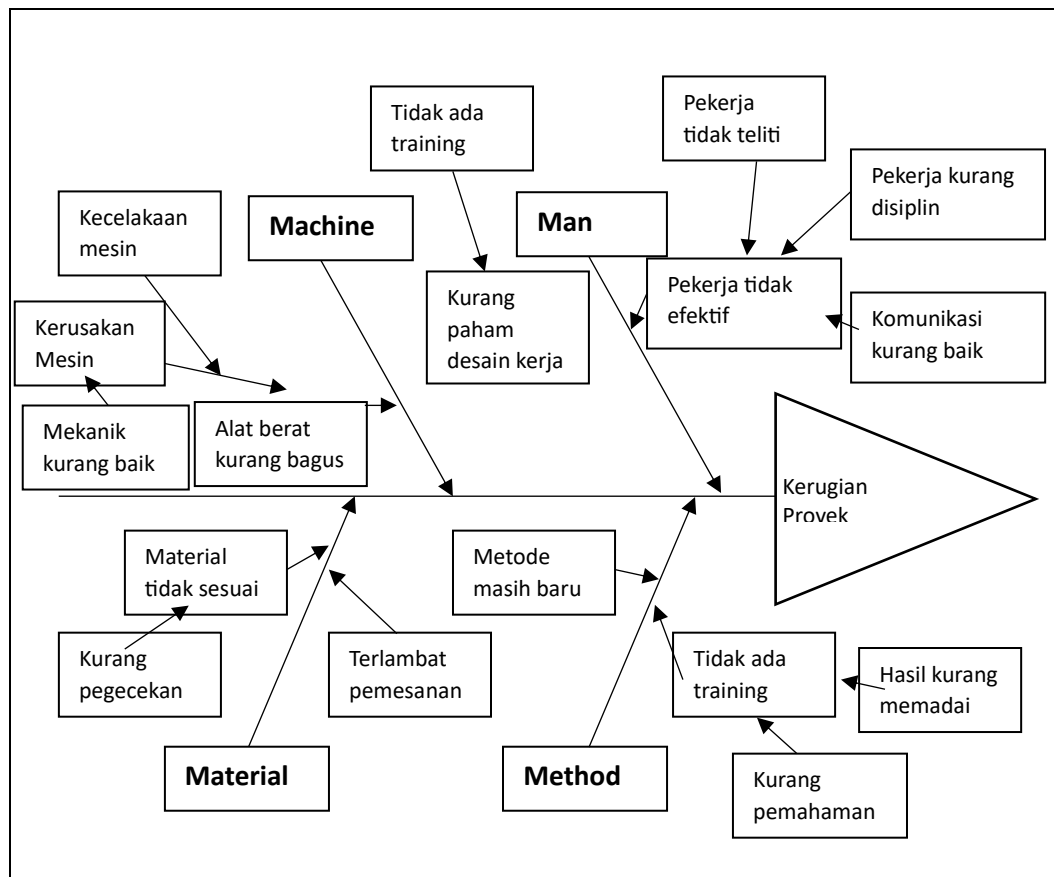 Tidak ada
training
Pekerja
tidak teliti
Pekerja kurang
disiplin
Kecelakaan
mesin
Machine
Man
Kurang
paham
desain kerja
Pekerja tidak
efektif
Komunikasi
kurang baik
Kerusakan
Mesin
Mekanik
kurang baik
Alat berat
kurang bagus
Kerugian
Proyek
Material
tidak sesuai
Metode
masih baru
Kurang
pegecekan
Terlambat
pemesanan
Tidak ada
training
Hasil kurang
memadai
Material
Method
Kurang
pemahaman